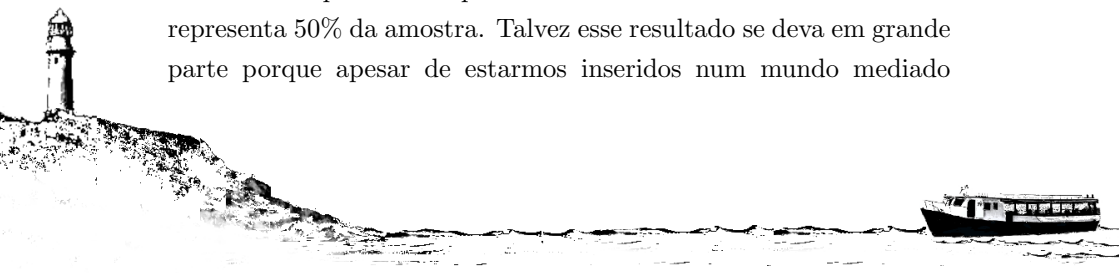 representa 50% da amostra. Talvez esse resultado se deva em grande
parte porque apesar de estarmos inseridos num mundo mediado